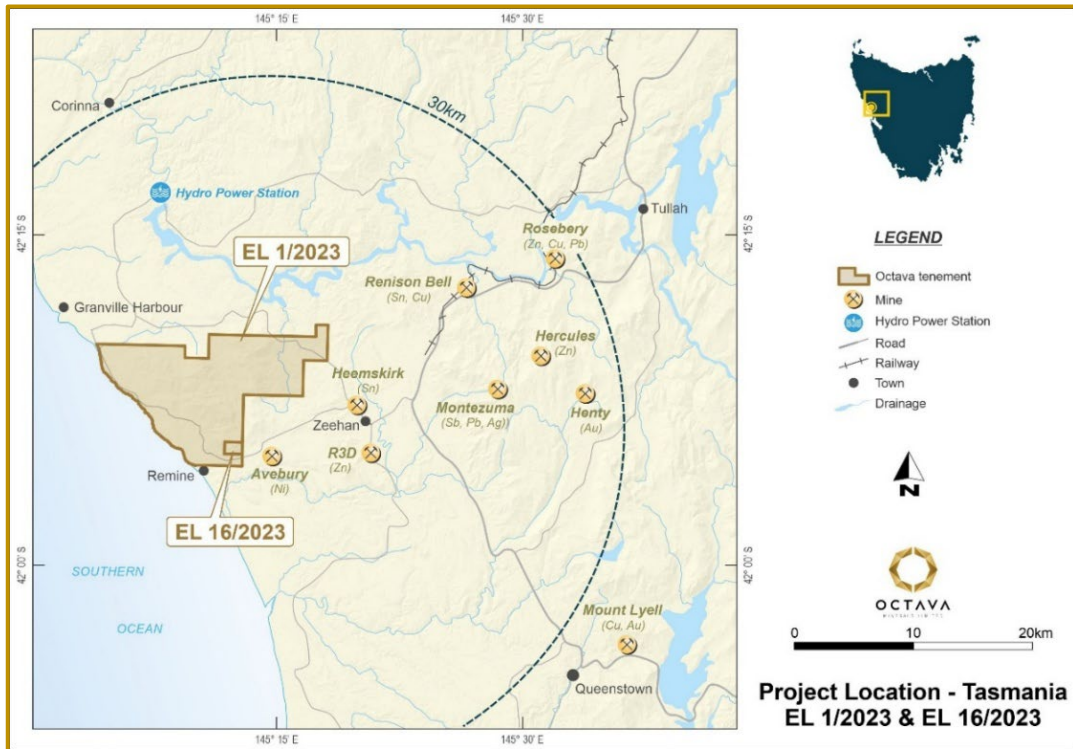 145° 15' E
145° 30' E
30km
Corinna
Hydro Power Station
42° 15' S
42° 15' S
Tullah
Rosebery
(Zn, Cu, Pb)
EL 1/2023
Renison Bell
(Sn, Cu)
Granville Harbour
Hercules
(Zn)
Heemskirk
(Sn)
Montezuma
(Sb, Pb, Ag))
Henty
(Au)
Zeehan
R3D
(Zn)
Remine
Avebury
(Ni)
EL 16/2023
42° 00' S
42° 00' S
SOUTHERN
OCEAN
Mount Lyell
(Cu, Au)
Queenstown
145° 15' E
145° 30' E
LEGEND
Octava tenement
Mine
Hydro Power Station
Road
Railway
Town
Drainage
N
OCTAVA
MINERALS LIMITED
0 10 20km
Project Location - Tasmania
EL 1/2023 & EL 16/2023